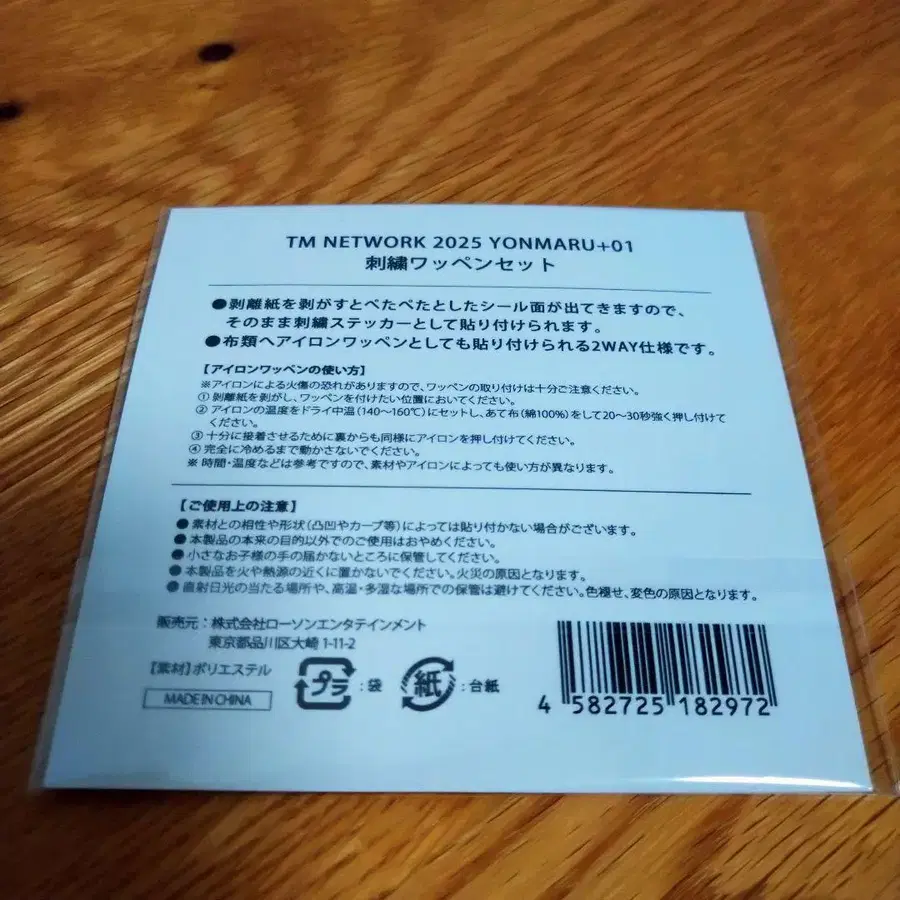 TM NETWORK 2025 YONMARU+01
刺繍ワッペンセット
●剥離紙を剥がすとべたべたとしたシール面が出てきますので、
そのまま刺繍ステッカーとして貼り付けられます。
●布類へアイロンワッペンとしても貼り付けられる2WAY仕様です。
【アイロンワッペンの使い方】
※アイロンによる火傷の恐れがありますので、ワッペンの取り付けは十分ご注意ください。
①剥離紙を剥がし、ワッペンを付けたい位置においてください。
②アイロンの温度をドライ中温(140~160℃)にセットし、あて布(綿100%)をして20~30秒強く押し付けて
ください。
③十分に接着させるために裏からも同様にアイロンを押し付けてください。
④完全に冷めるまで動かさないでください。
※時間・温度などは参考ですので、素材やアイロンによっても使い方が異なります。
【ご使用上の注意】
●素材との相性や形状(凸凹やカーブ等)によっては貼り付かない場合がございます。
●本製品の本来の目的以外でのご使用はおやめください。
●小さなお子様の手の届かないところに保管してください。
●本製品を火や熱源の近くに置かないでください。火災の原因となります。
●直射日光の当たる場所や、高温・多湿な場所での保管は避けてください。色褪せ、変色の原因となります。
販売元:株式会社ローソンエンタテインメント
東京都品川区大崎 1-11-2
【素材】ポリエステル
プラ:袋 紙:台紙
MADE IN CHINA
4 582725 182972